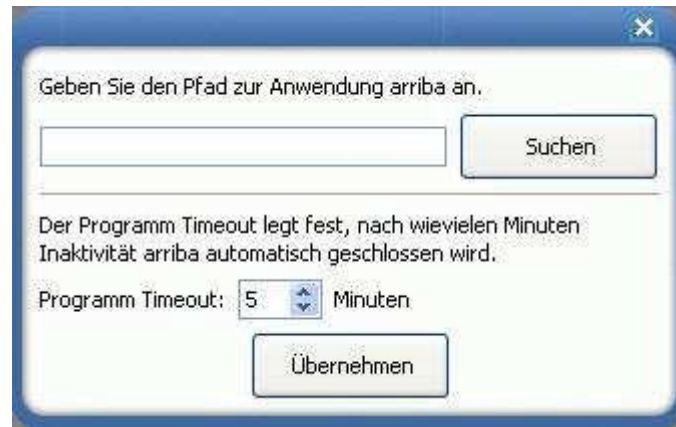 Geben Sie den Pfad zur Anwendung arriba an.
Suchen
Der Programm Timeout legt fest, nach wievielen Minuten
Inaktivität arriba automatisch geschlossen wird.
Programm Timeout: 5 Minuten
Übernehmen